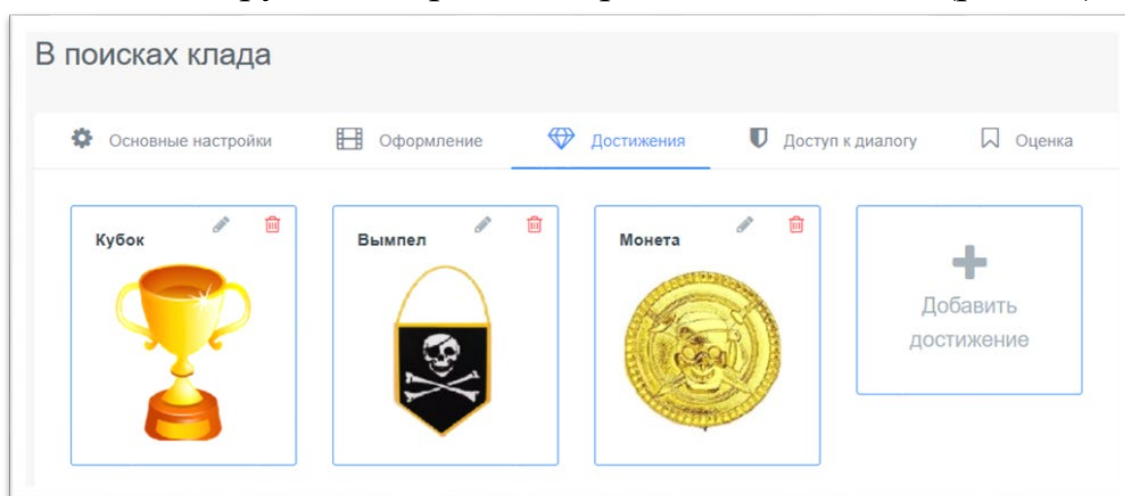 В поисках клада
Основные настройки Оформление Достижения Доступ к диалогу Оценка
Кубок Вымпел Монета
Добавить
достижение